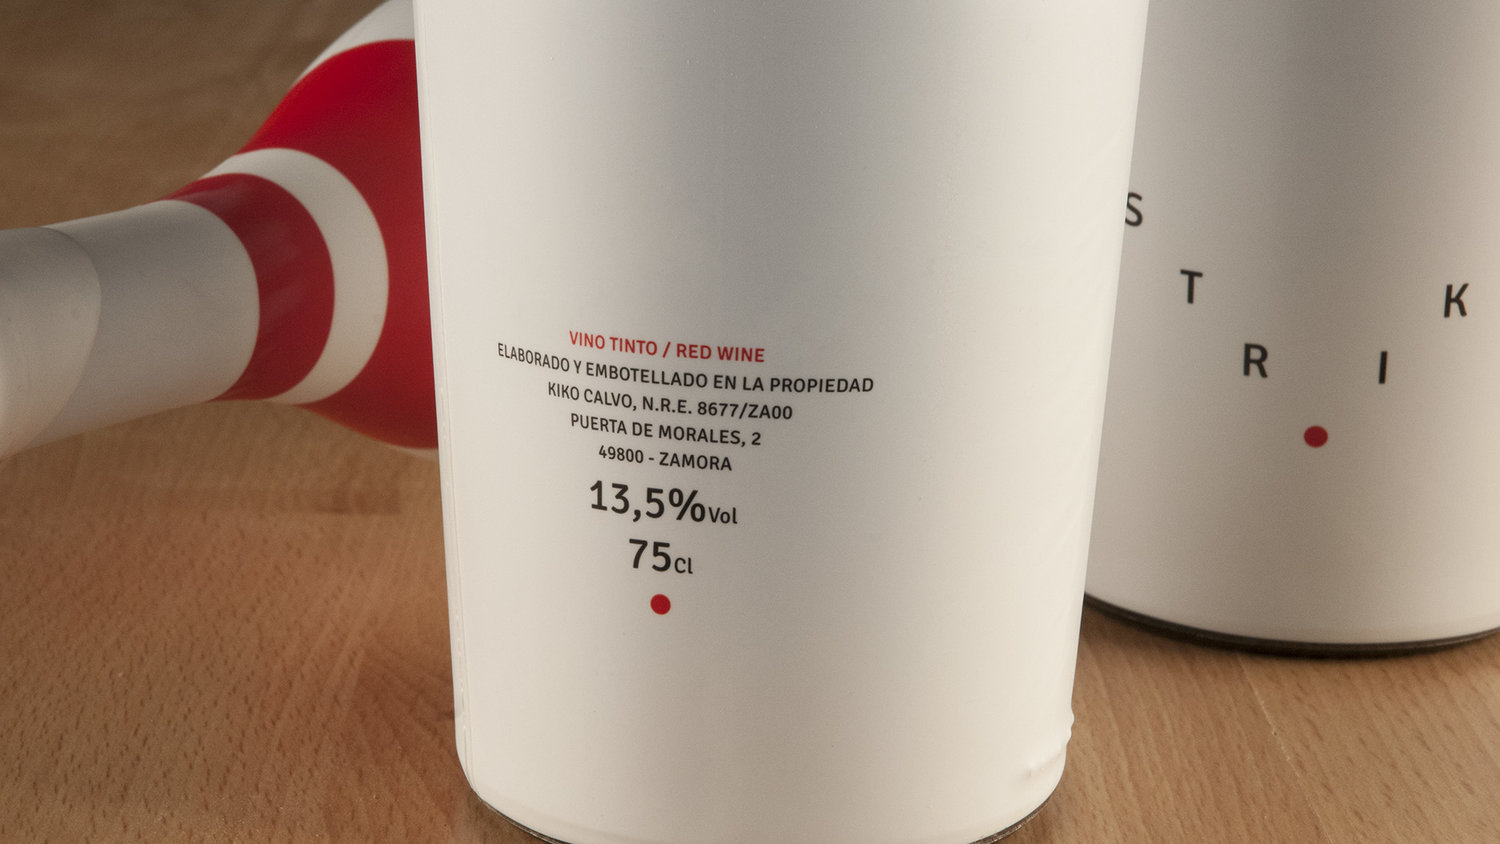 VINO TINTO / RED WINE
ELABORADO Y EMBOTELLADO EN LA PROPIEDAD
KIKO CALVO, N.R.E. 8677/ZA00
PUERTA DE MORALES, 2
49800 - ZAMORA
13,5%Vol
75Cl
S
T K
R I